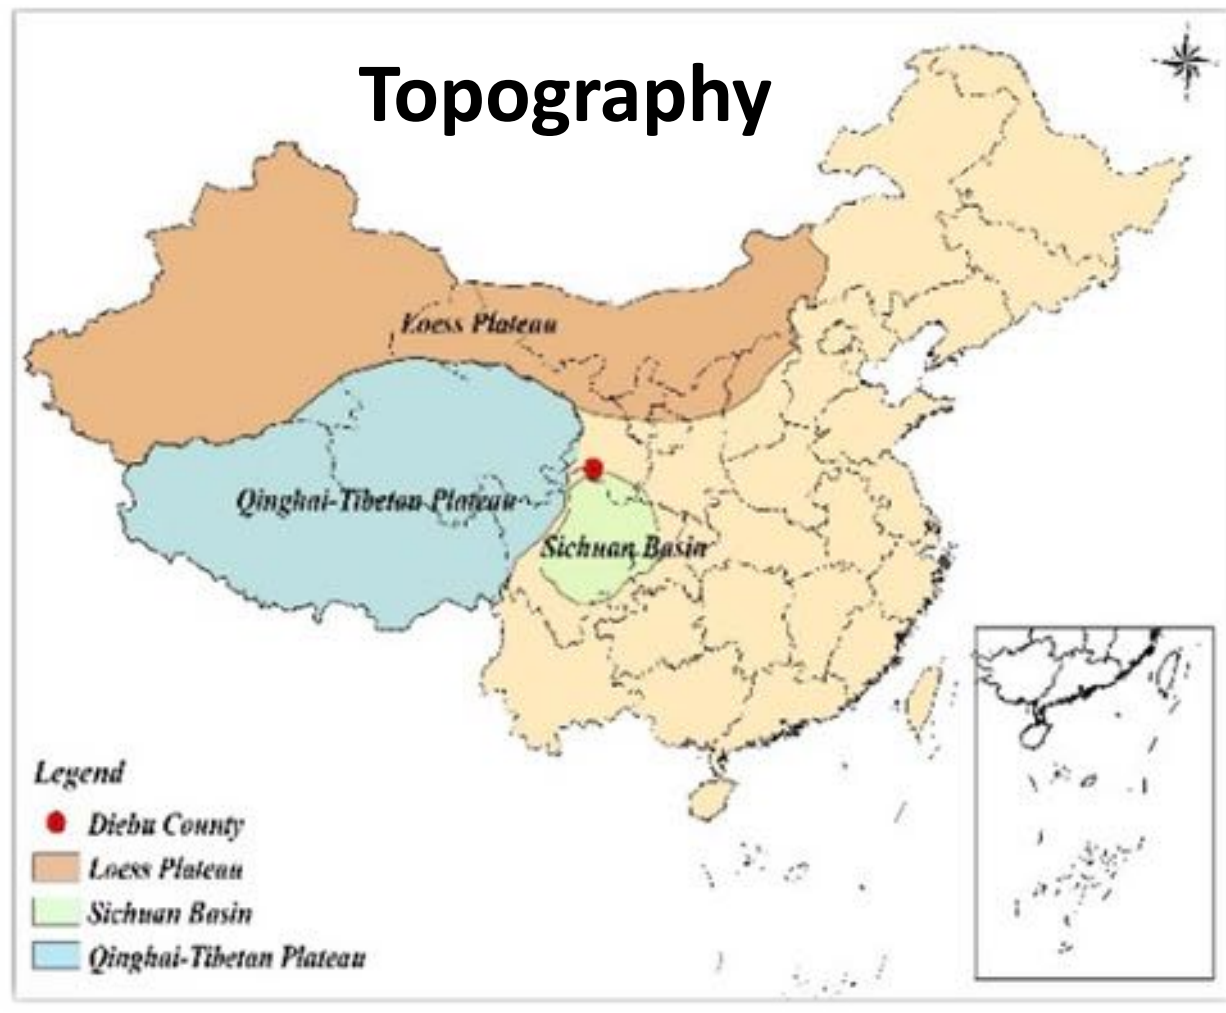 Topography
Loess Plateau
Qinghai-Tibetan Plateau
Sichuan Basin
Legend
Diebu County
Loess Plateau
Sichuan Basin
Qinghai-Tibetan Plateau